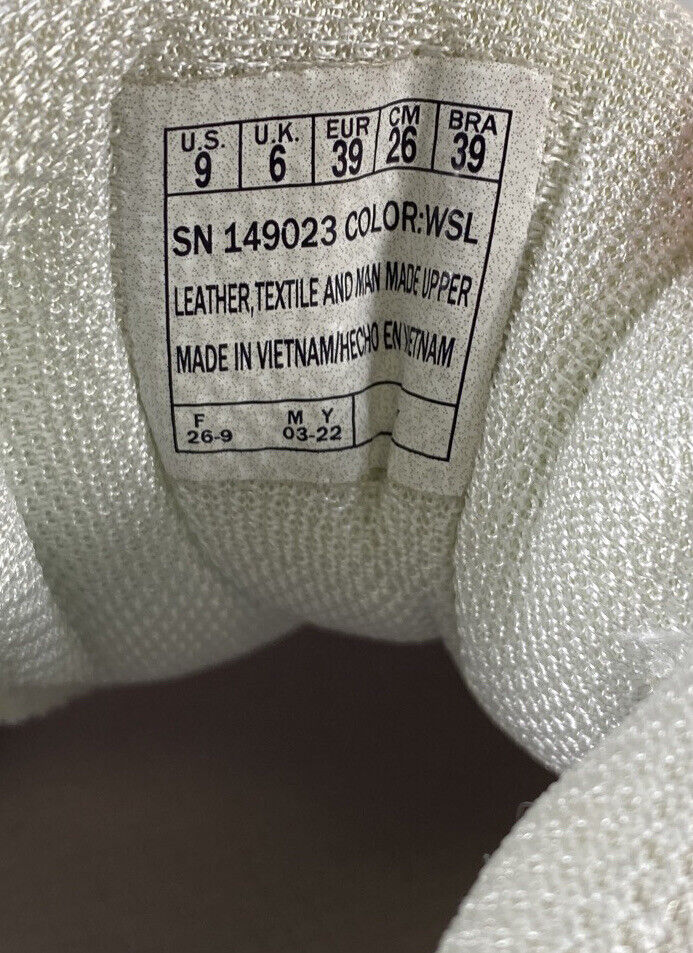 U.S. U.K. EUR CM BRA
9 6 39 26 39
SN 149023 COLOR:WSL
LEATHER,TEXTILE AND MAN MADE UPPER
MADE IN VIETNAM/HECHO EN VIETNAM
F M Y
26-9 03-22